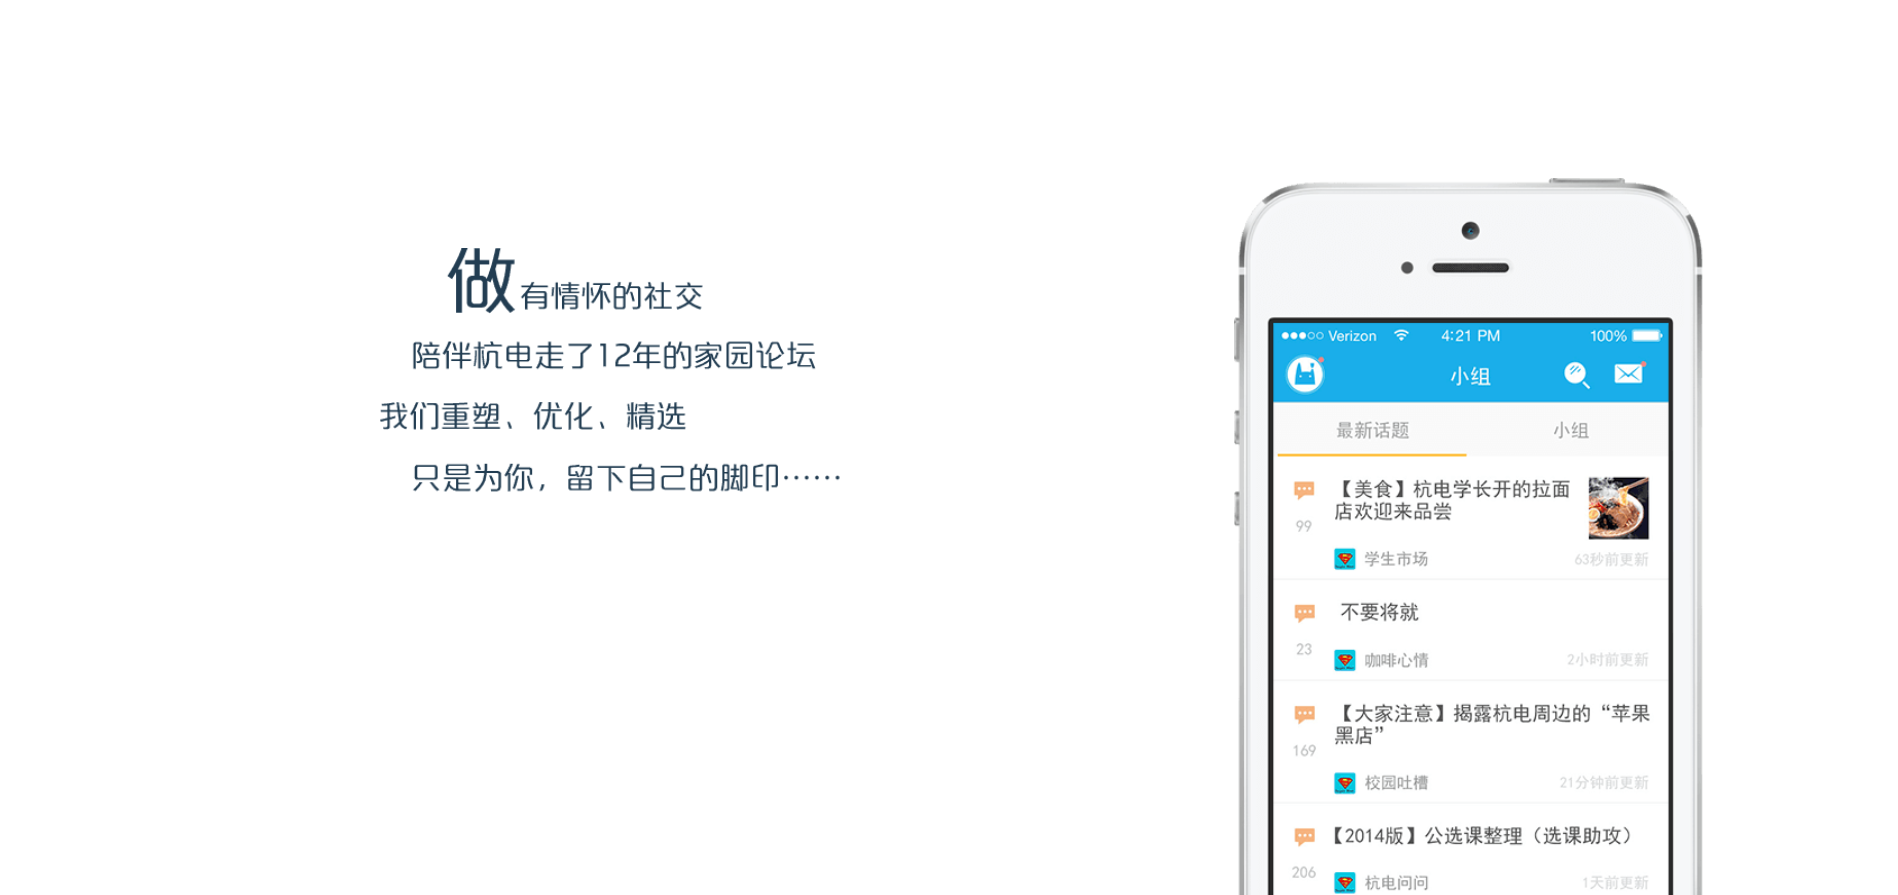 做有情怀的社交
陪伴杭电走了12年的家园论坛
我们重塑、优化、精选
只是为你，留下自己的脚印······
Verizon 4:21 PM 100%
小组
最新话题 小组
【美食】杭电学长开的拉面
店欢迎来品尝
99
学生市场 63秒前更新
不要将就
23
咖啡心情 2小时前更新
【大家注意】揭露杭电周边的“苹果
黑店”
169
校园吐槽 21分钟前更新
【2014版】公选课整理（选课助攻）
206
杭电问问 1天前更新